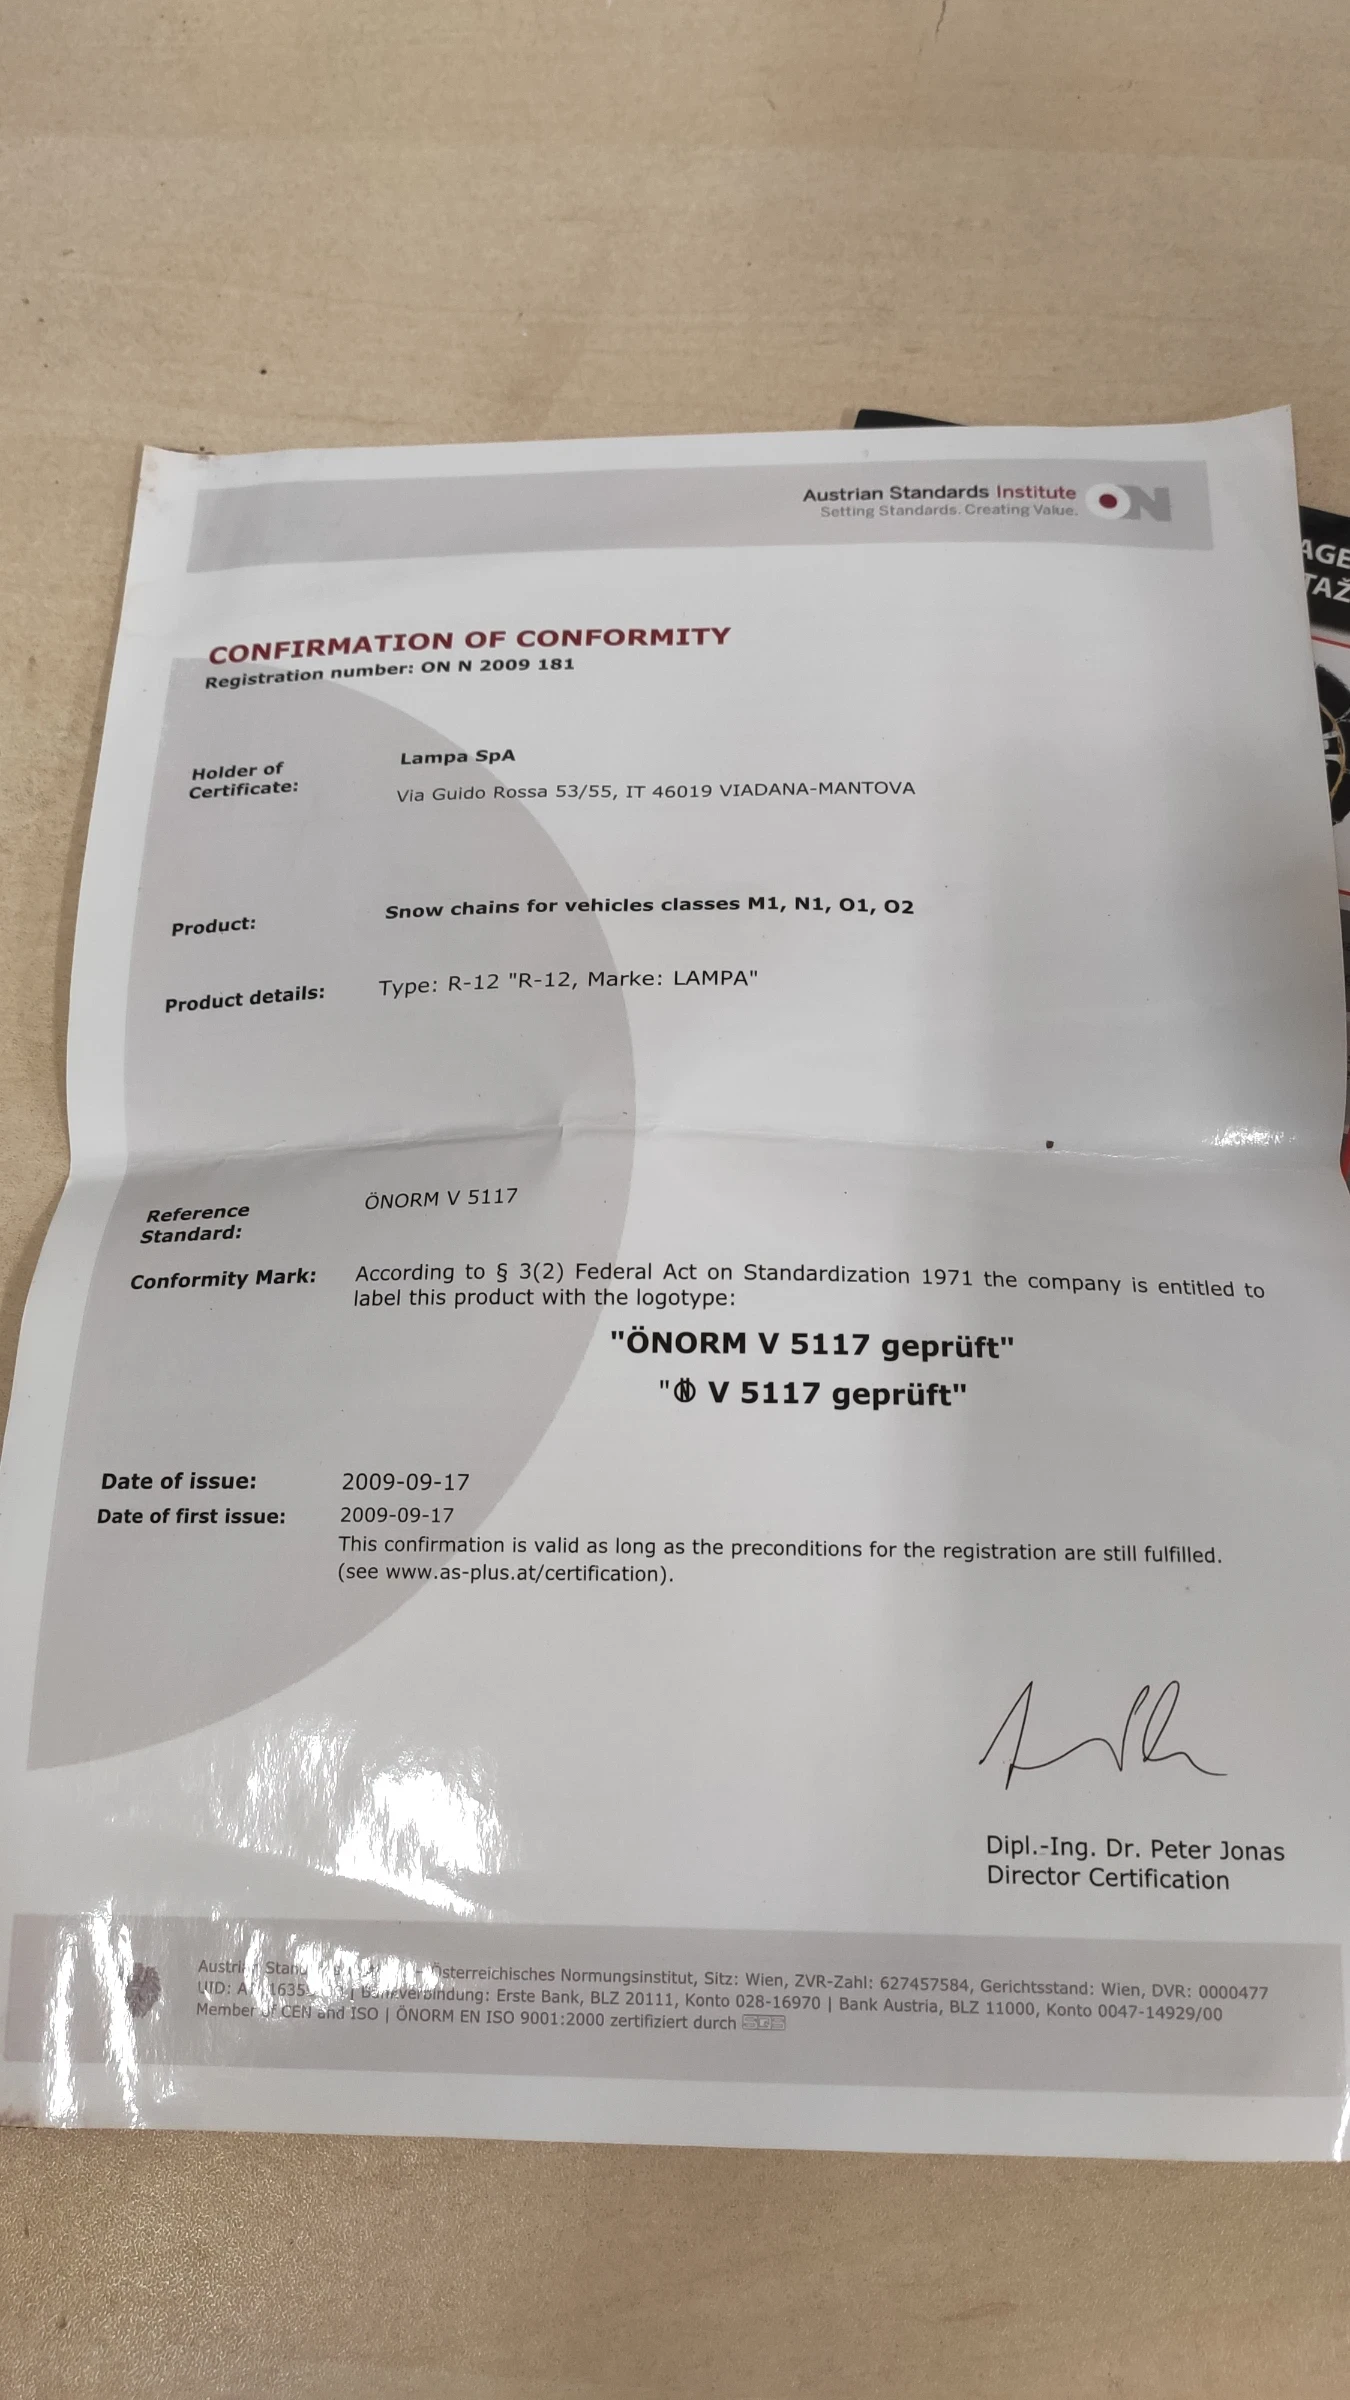 Austrian Standards Institute
Setting Standards. Creating Value.
ON
AGE
TAŽ
CONFIRMATION OF CONFORMITY
Registration number: ON N 2009 181
Holder of
Certificate:
Lampa SpA
Via Guido Rossa 53/55, IT 46019 VIADANA-MANTOVA
Product:
Snow chains for vehicles classes M1, N1, O1, O2
Product details:
Type: R-12 "R-12, Marke: LAMPA"
Reference
Standard:
ÖNORM V 5117
Conformity Mark:
According to § 3(2) Federal Act on Standardization 1971 the company is entitled to
label this product with the logotype:
"ÖNORM V 5117 geprüft"
" V 5117 geprüft"
Date of issue: 2009-09-17
Date of first issue: 2009-09-17
This confirmation is valid as long as the preconditions for the registration are still fulfilled.
(see www.as-plus.at/certification).
Dipl.-Ing. Dr. Peter Jonas
Director Certification
Österreichisches Normungsinstitut, Sitz: Wien, ZVR-Zahl: 627457584, Gerichtsstand: Wien, DVR: 0000477
UID: | Bankverbindung: Erste Bank, BLZ 20111, Konto 028-16970 | Bank Austria, BLZ 11000, Konto 0047-14929/00
Member of CEN and ISO | ÖNORM EN ISO 9001:2000 zertifiziert durch SGS